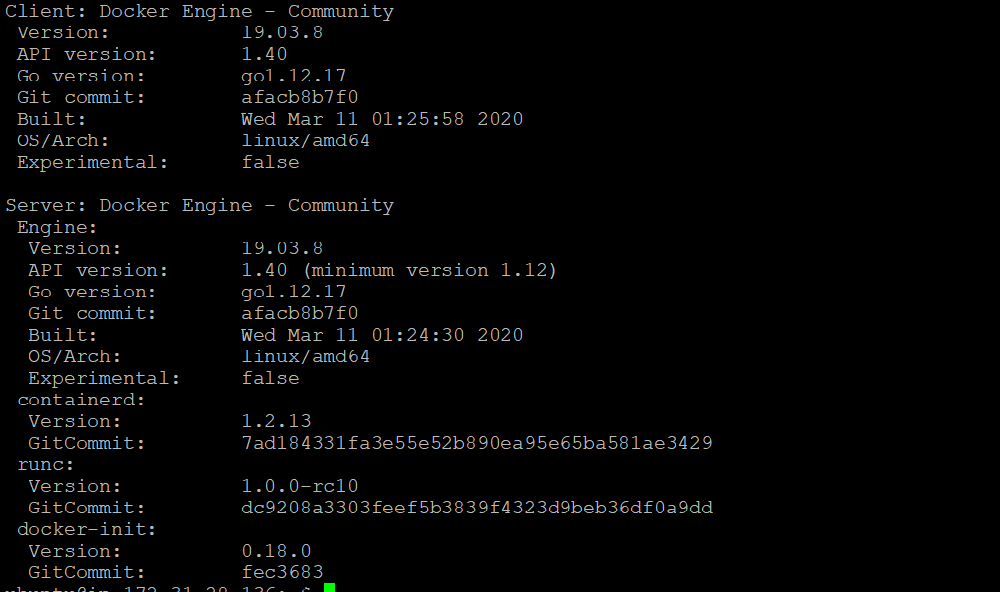 Client: Docker Engine - Community
 Version:           19.03.8
 API version:       1.40
 Go version:        go1.12.17
 Git commit:        afacb8b7f0
 Built:             Wed Mar 11 01:25:58 2020
 OS/Arch:           linux/amd64
 Experimental:      false

Server: Docker Engine - Community
 Engine:
  Version:          19.03.8
  API version:      1.40 (minimum version 1.12)
  Go version:       go1.12.17
  Git commit:       afacb8b7f0
  Built:            Wed Mar 11 01:24:30 2020
  OS/Arch:          linux/amd64
  Experimental:     false
 containerd:
  Version:          1.2.13
  GitCommit:        7ad184331fa3e55e52b890ea95e65ba581ae3429
 runc:
  Version:          1.0.0-rc10
  GitCommit:        dc9208a3303feef5b3839f4323d9beb36df0a9dd
 docker-init:
  Version:          0.18.0
  GitCommit:        fec3683